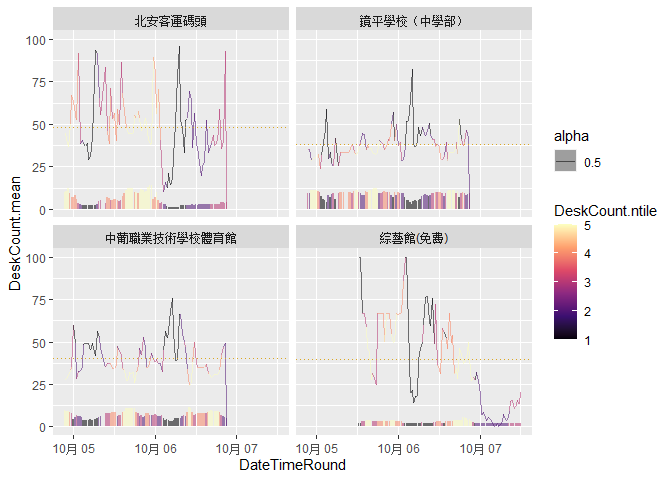 北安客運碼頭
鏡平學校（中學部）
100
75
50
25
0
中葡職業技術學校體育館
綜藝館(免費)
100
75
50
25
0
10月 05
10月 06
10月 07
10月 05
10月 06
10月 07
DateTimeRound
DeskCount.mean
alpha
0.5
DeskCount.ntile
5
4
3
2
1